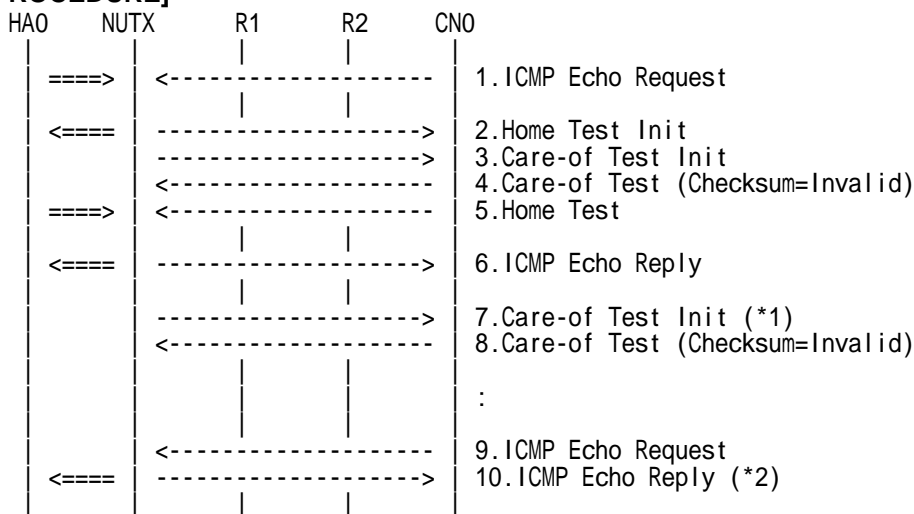 ROCEDURE]
HA0 NUTX R1 R2 CN0
====> <--------------------- 1.ICMP Echo Request
<==== ---------------------> 2.Home Test Init
---------------------> 3.Care-of Test Init
<--------------------- 4.Care-of Test (Checksum=Invalid)
====> <--------------------- 5.Home Test
<==== ---------------------> 6.ICMP Echo Reply
---------------------> 7.Care-of Test Init (*1)
<--------------------- 8.Care-of Test (Checksum=Invalid)
:
<--------------------- 9.ICMP Echo Request
<==== ---------------------> 10.ICMP Echo Reply (*2)